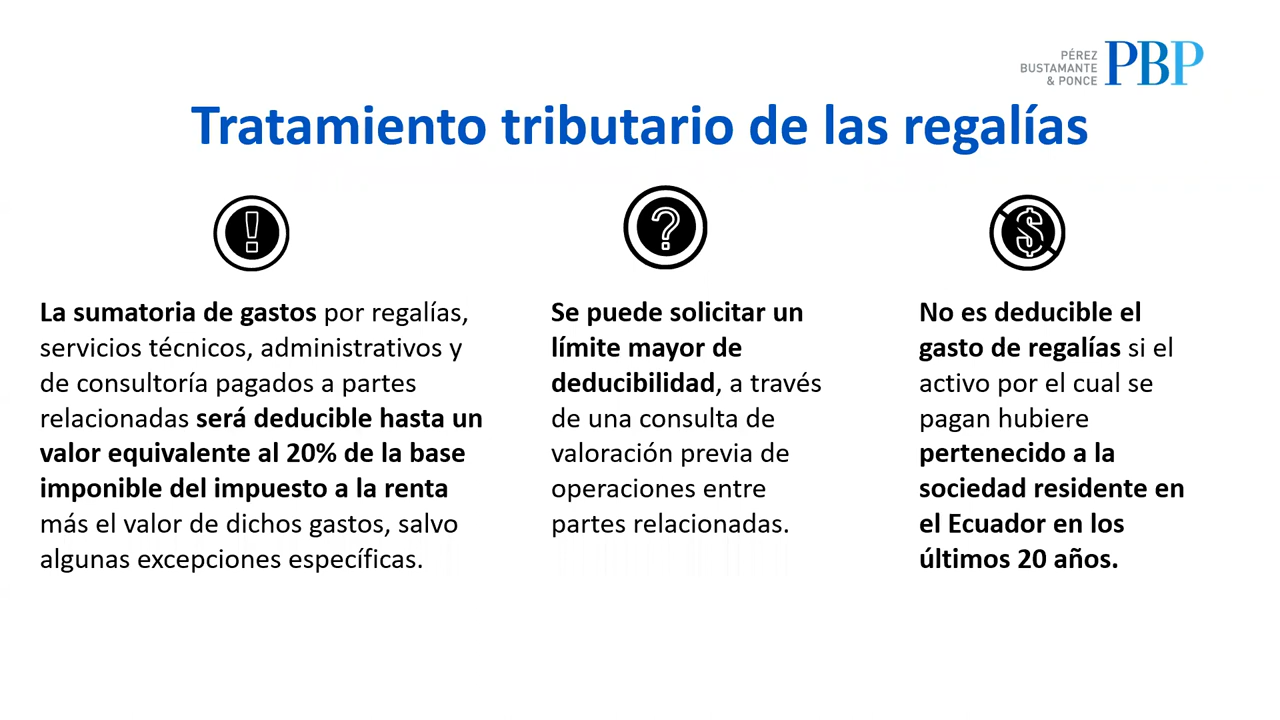 PÉREZ
BUSTAMANTE
& PONCE
PBP
Tratamiento tributario de las regalías
La sumatoria de gastos por regalías,
servicios técnicos, administrativos y
de consultoría pagados a partes
relacionadas será deducible hasta un
valor equivalente al 20% de la base
imponible del impuesto a la renta
más el valor de dichos gastos, salvo
algunas excepciones específicas.
Se puede solicitar un
límite mayor de
deducibilidad, a través
de una consulta de
valoración previa de
operaciones entre
partes relacionadas.
No es deducible el
gasto de regalías si el
activo por el cual se
pagan hubiere
pertenecido a la
sociedad residente en
el Ecuador en los
últimos 20 años.